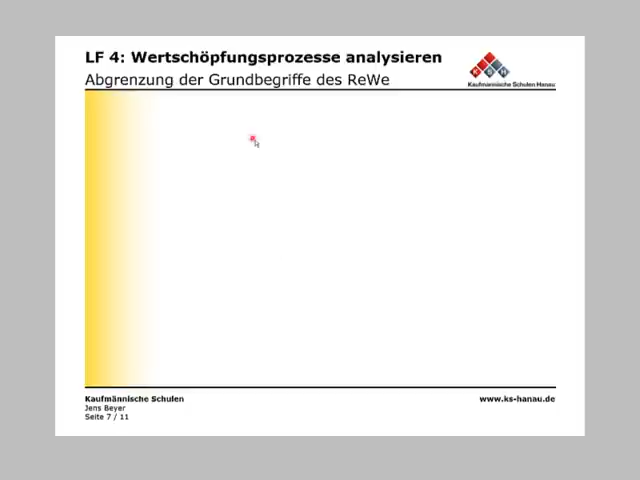 LF 4: Wertschöpfungsprozesse analysieren
Abgrenzung der Grundbegriffe des ReWe
K S H
Kaufmännische Schulen Hanau
Kaufmännische Schulen
www.ks-hanau.de
Jens Beyer
Seite 7 / 11